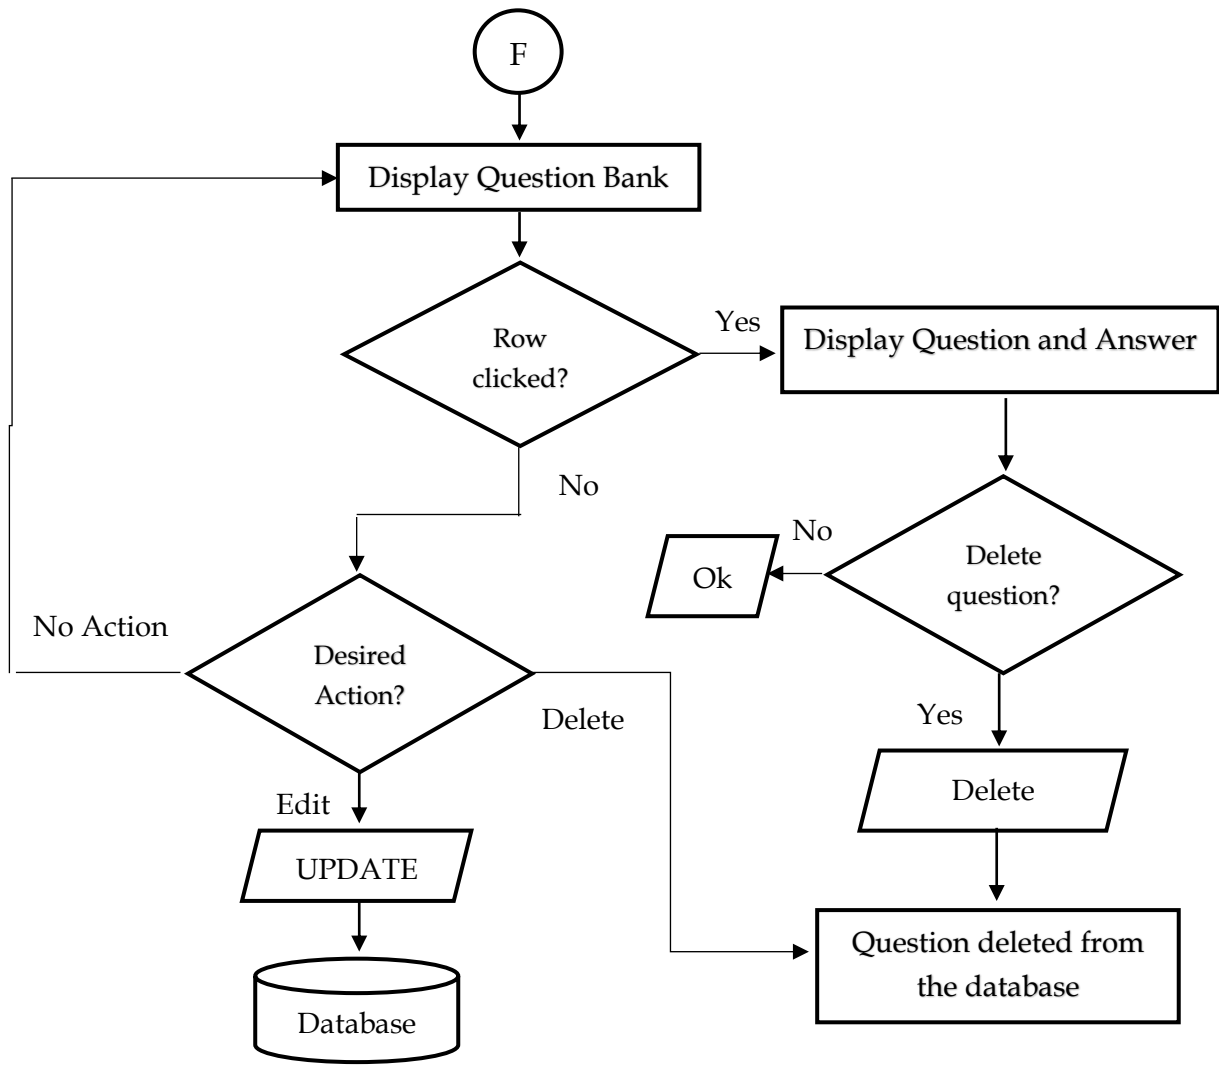 F
Display Question Bank
Row
clicked?
Yes
Display Question and Answer
No
No
Ok
Delete
question?
No Action
Desired
Action?
Delete
Yes
Delete
Edit
UPDATE
Question deleted from
the database
Database